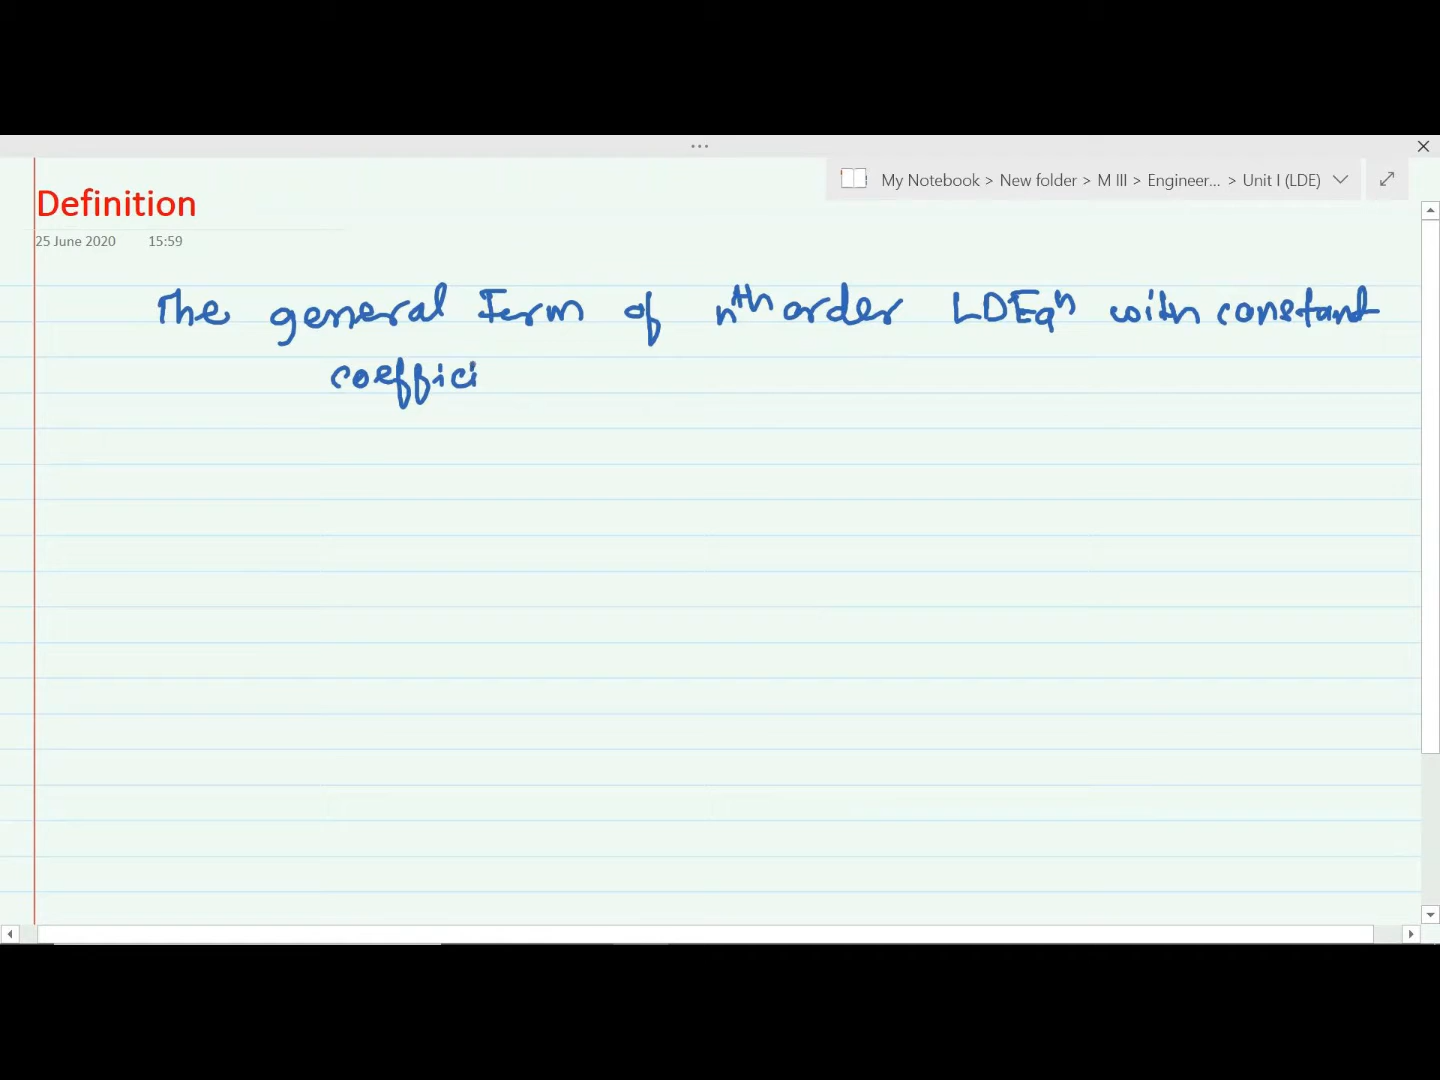 My Notebook > New folder > M III > Engineer... > Unit I (LDE)
Definition
25 June 2020 15:59
The general Form of nth order LDEqn with constant
coeffici